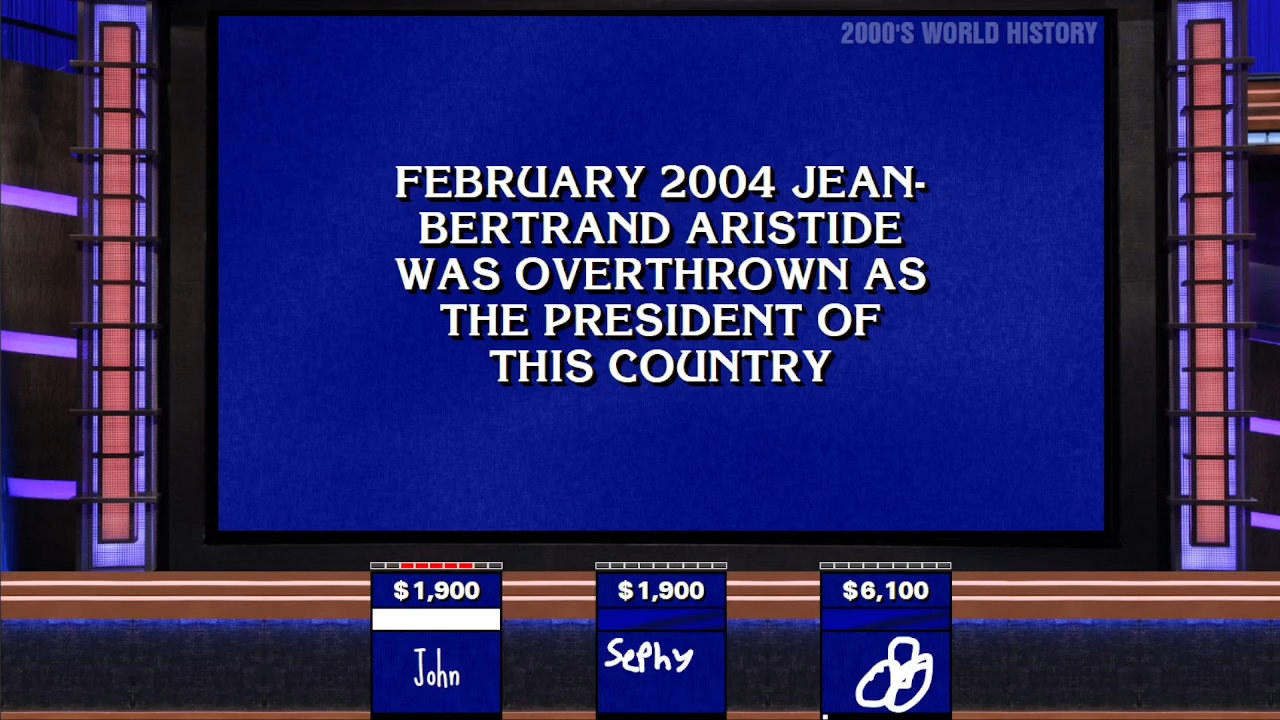 2000'S WORLD HISTORY
FEBRUARY 2004 JEAN-
BERTRAND ARISTIDE
WAS OVERTHROWN AS
THE PRESIDENT OF
THIS COUNTRY
$1,900
$1,900
$6,100
John
Sephy